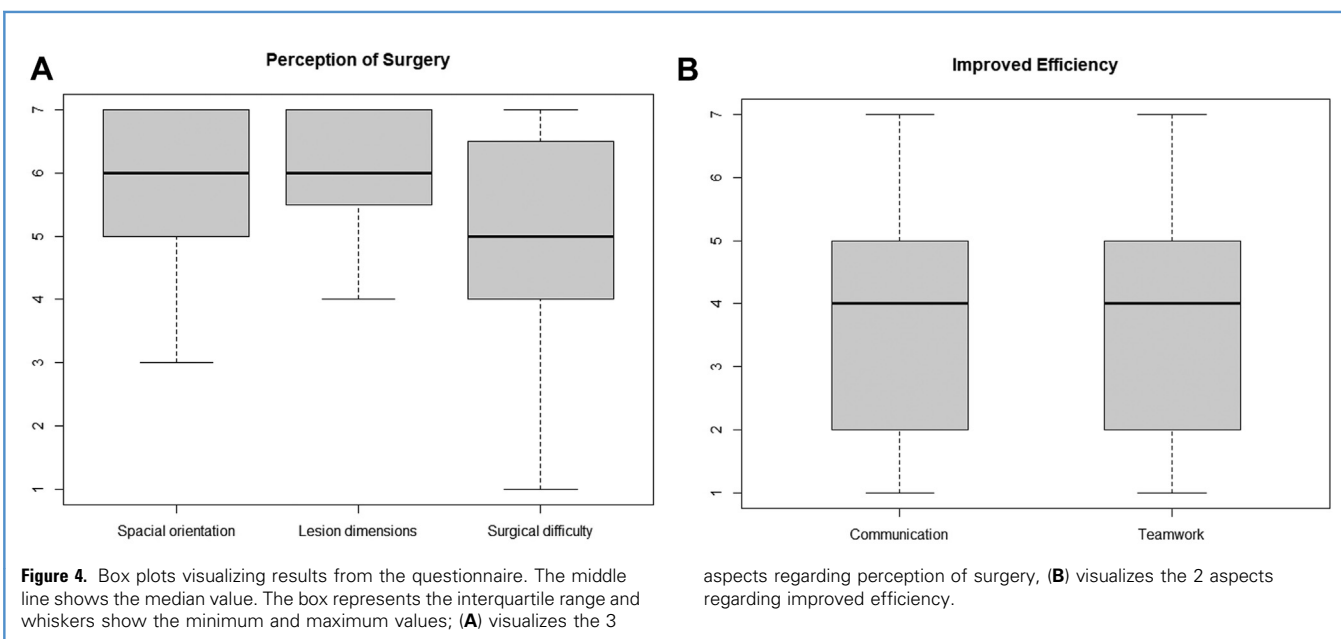 A
Perception of Surgery
7
6
5
4
3
2
1
Spacial orientation
Lesion dimensions
Surgical difficulty
B
Improved Efficiency
7
6
5
4
3
2
1
Communication
Teamwork
Figure 4. Box plots visualizing results from the questionnaire. The middle
line shows the median value. The box represents the interquartile range and
whiskers show the minimum and maximum values; (A) visualizes the 3
aspects regarding perception of surgery, (B) visualizes the 2 aspects
regarding improved efficiency.